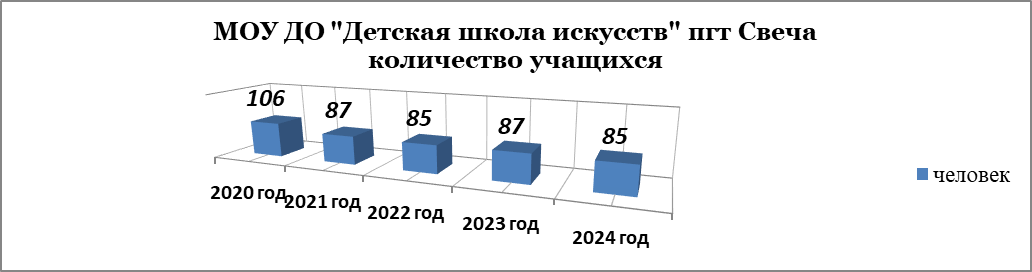 МОУ ДО "Детская школа искусств" пгт Свеча
количество учащихся
106
87
85
87
85
2020 год
2021 год
2022 год
2023 год
2024 год
человек